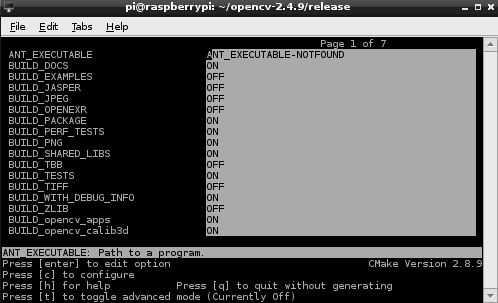 pi@raspberrypi: ~/opencv-2.4.9/release
File Edit Tabs Help
Page 1 of 7
ANT_EXECUTABLE ANT_EXECUTABLE-NOTFOUND
BUILD_DOCS ON
BUILD_EXAMPLES OFF
BUILD_JASPER OFF
BUILD_JPEG OFF
BUILD_OPENEXR OFF
BUILD_PACKAGE ON
BUILD_PERF_TESTS ON
BUILD_PNG ON
BUILD_SHARED_LIBS ON
BUILD_TBB OFF
BUILD_TESTS ON
BUILD_TIFF OFF
BUILD_WITH_DEBUG_INFO ON
BUILD_ZLIB OFF
BUILD_opencv_apps ON
BUILD_opencv_calib3d ON
ANT_EXECUTABLE: Path to a program.
Press [enter] to edit option CMake Version 2.8.9
Press [c] to configure
Press [h] for help Press [q] to quit without generating
Press [t] to toggle advanced mode (Currently Off)